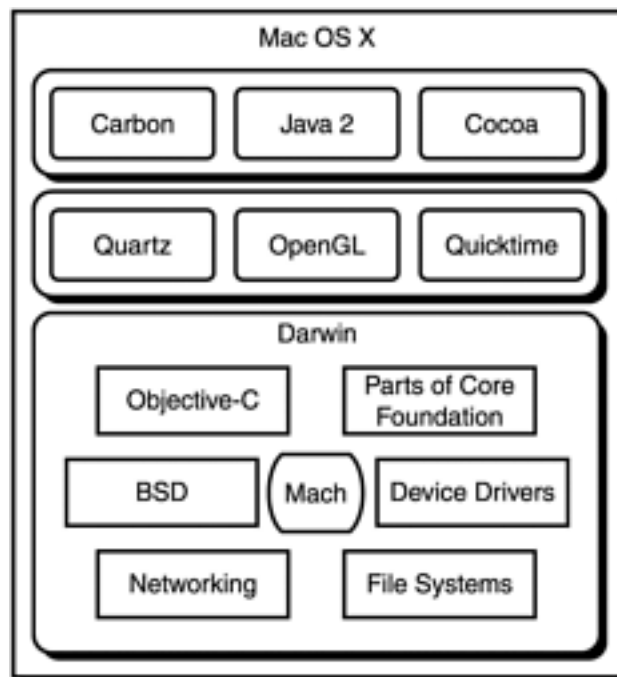 Mac OS X
Carbon
Java 2
Cocoa
Quartz
OpenGL
Quicktime
Darwin
Objective-C
Parts of Core
Foundation
BSD
Mach
Device Drivers
Networking
File Systems